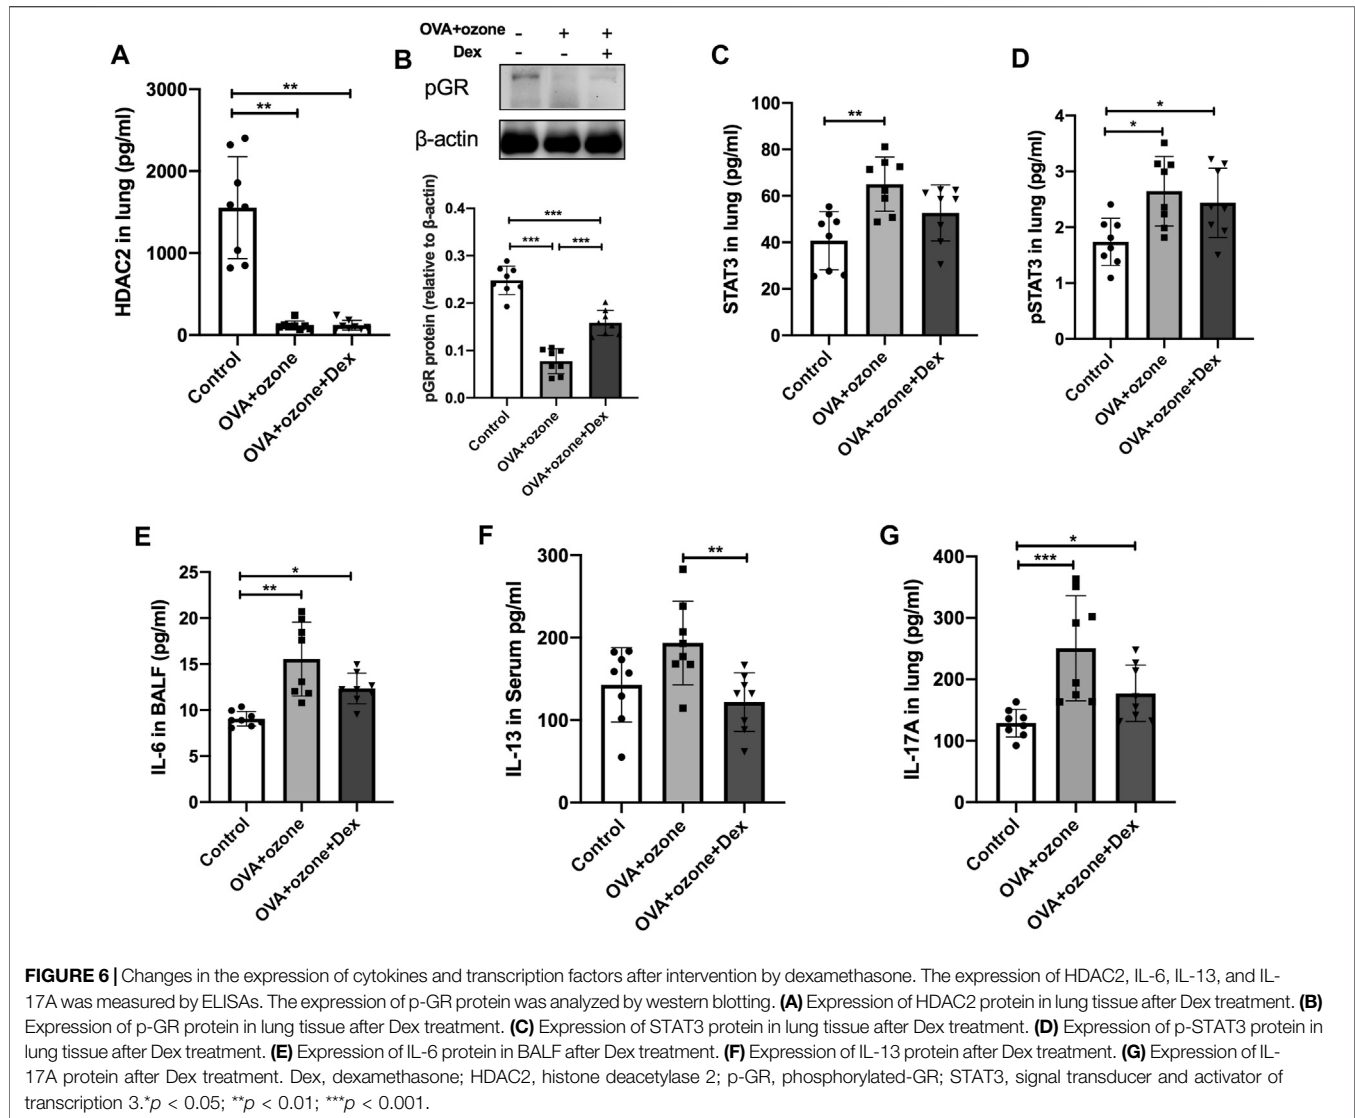 A
HDAC2 in lung (pg/ml)
3000
2000
1000
0
**
**
Control
OVA+ozone
OVA+ozone+Dex
B
OVA+ozone - + +
Dex - - +
pGR
β-actin
pGR protein (relative to β-actin)
0.4
0.3
0.2
0.1
0.0
***
*** ***
Control
OVA+ozone
OVA+ozone+Dex
C
STAT3 in lung (pg/ml)
100
80
60
40
20
0
**
Control
OVA+ozone
OVA+ozone+Dex
D
pSTAT3 in lung (pg/ml)
4
3
2
1
0
*
*
Control
OVA+ozone
OVA+ozone+Dex
E
IL-6 in BALF (pg/ml)
25
20
15
10
5
0
*
**
Control
OVA+ozone
OVA+ozone+Dex
F
IL-13 in Serum pg/ml
300
200
100
0
**
Control
OVA+ozone
OVA+ozone+Dex
G
IL-17A in lung (pg/ml)
400
300
200
100
0
*
***
Control
OVA+ozone
OVA+ozone+Dex
FIGURE 6 | Changes in the expression of cytokines and transcription factors after intervention by dexamethasone. The expression of HDAC2, IL-6, IL-13, and IL-
17A was measured by ELISAs. The expression of p-GR protein was analyzed by western blotting. (A) Expression of HDAC2 protein in lung tissue after Dex treatment. (B)
Expression of p-GR protein in lung tissue after Dex treatment. (C) Expression of STAT3 protein in lung tissue after Dex treatment. (D) Expression of p-STAT3 protein in
lung tissue after Dex treatment. (E) Expression of IL-6 protein in BALF after Dex treatment. (F) Expression of IL-13 protein after Dex treatment. (G) Expression of IL-
17A protein after Dex treatment. Dex, dexamethasone; HDAC2, histone deacetylase 2; p-GR, phosphorylated-GR; STAT3, signal transducer and activator of
transcription 3.*p < 0.05; **p < 0.01; ***p < 0.001.